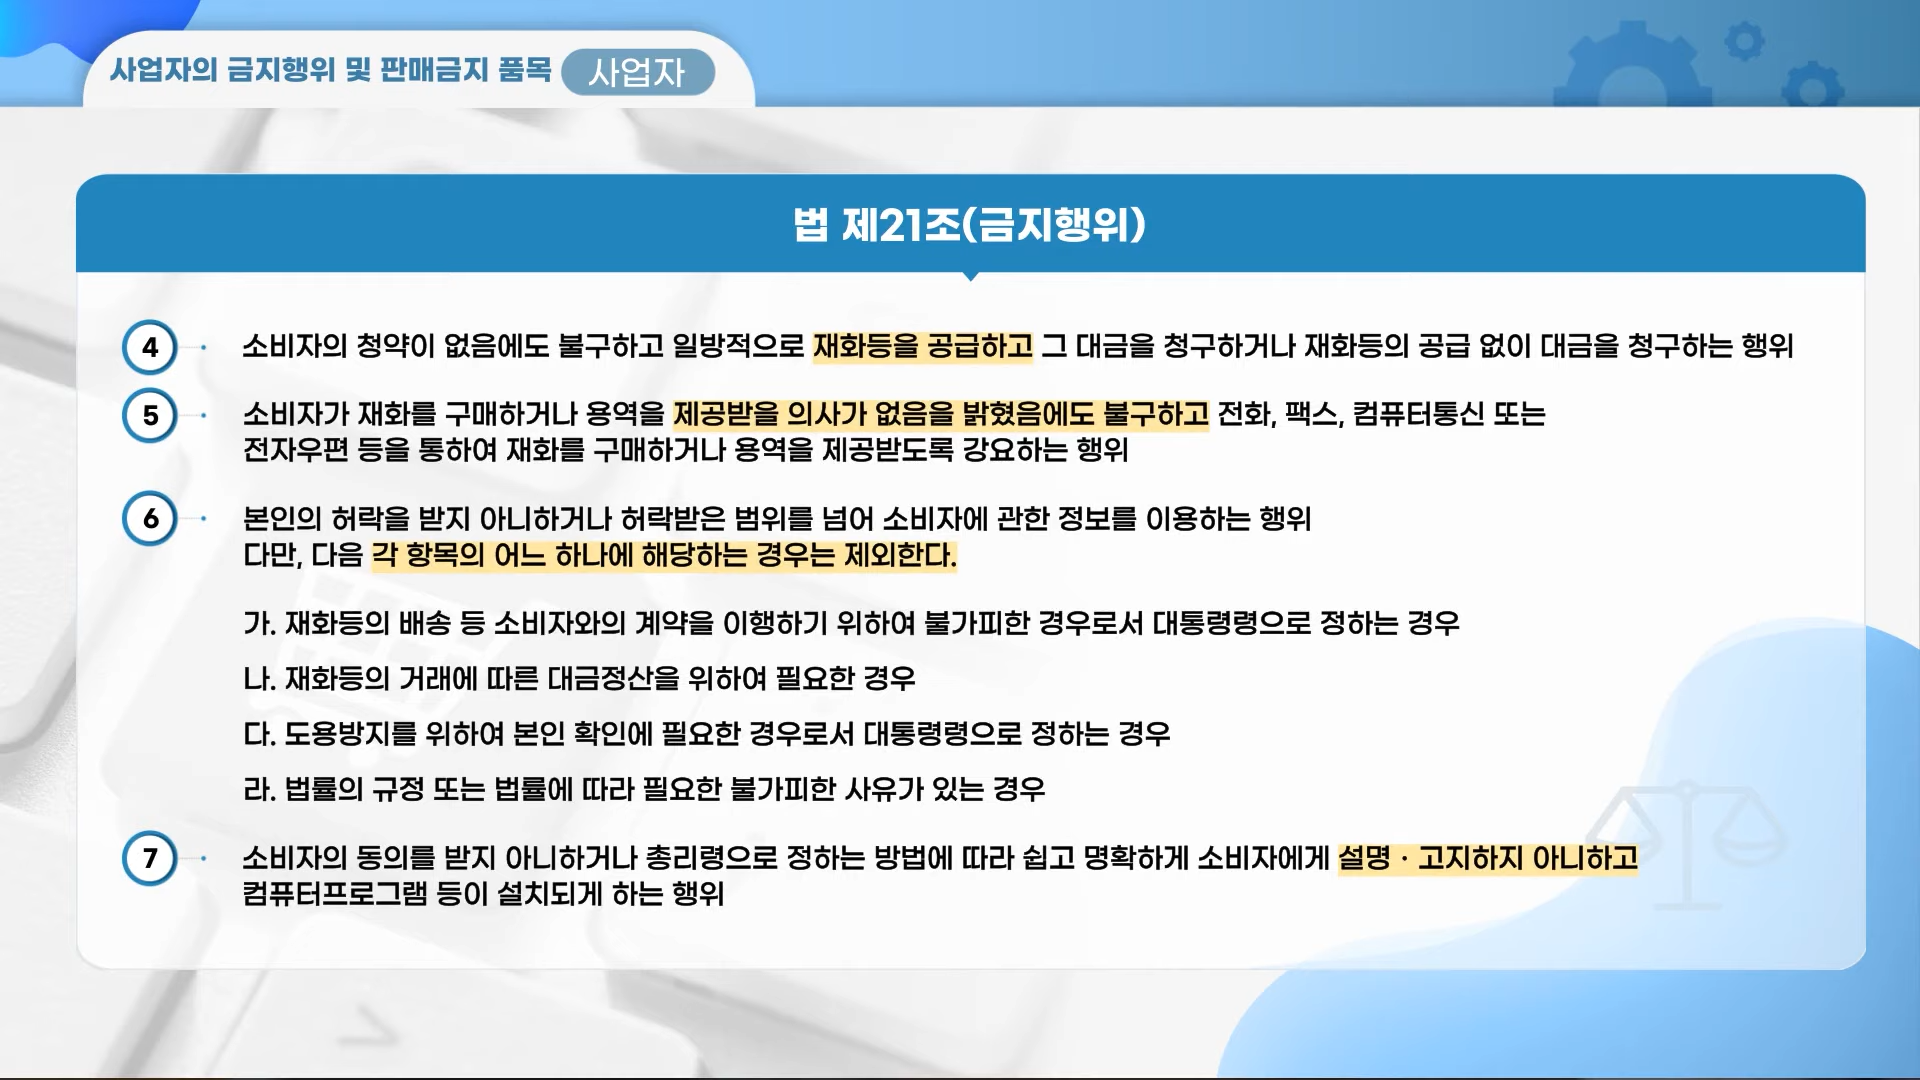 사업자의 금지행위 및 판매금지 품목 사업자
법 제21조(금지행위)
4 소비자의 청약이 없음에도 불구하고 일방적으로 재화등을 공급하고 그 대금을 청구하거나 재화등의 공급 없이 대금을 청구하는 행위
5 소비자가 재화를 구매하거나 용역을 제공받을 의사가 없음을 밝혔음에도 불구하고 전화, 팩스, 컴퓨터통신 또는
전자우편 등을 통하여 재화를 구매하거나 용역을 제공받도록 강요하는 행위
6 본인의 허락을 받지 아니하거나 허락받은 범위를 넘어 소비자에 관한 정보를 이용하는 행위
다만, 다음 각 항목의 어느 하나에 해당하는 경우는 제외한다.
가. 재화등의 배송 등 소비자와의 계약을 이행하기 위하여 불가피한 경우로서 대통령령으로 정하는 경우
나. 재화등의 거래에 따른 대금정산을 위하여 필요한 경우
다. 도용방지를 위하여 본인 확인에 필요한 경우로서 대통령령으로 정하는 경우
라. 법률의 규정 또는 법률에 따라 필요한 불가피한 사유가 있는 경우
7 소비자의 동의를 받지 아니하거나 총리령으로 정하는 방법에 따라 쉽고 명확하게 소비자에게 설명 · 고지하지 아니하고
컴퓨터프로그램 등이 설치되게 하는 행위